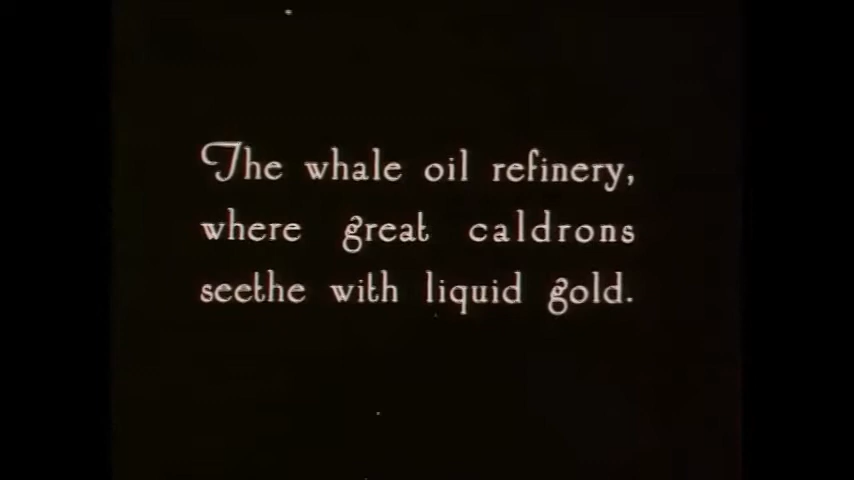 The whale oil refinery,
where great caldrons
seethe with liquid gold.